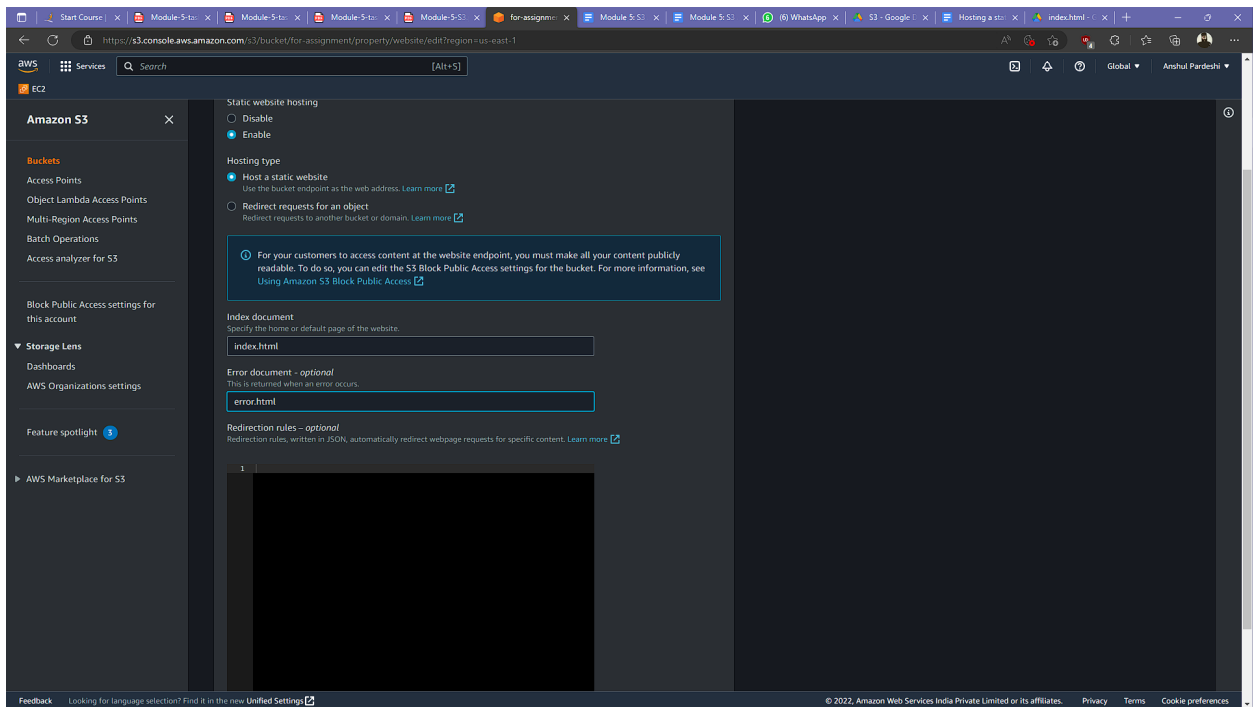 Start Course |
Module-5-tas
Module-5-tas
Module-5-tas
Module-5-S3
for-assignmen
Module 5: S3
Module 5: S3
(6) WhatsApp
S3 - Google D
Hosting a stat
index.html - G
https://s3.console.aws.amazon.com/s3/bucket/for-assignment/property/website/edit?region=us-east-1
aws
Services
Search
[Alt+S]
Global ▼
Anshul Pardeshi ▼
EC2
Amazon S3
Buckets
Access Points
Object Lambda Access Points
Multi-Region Access Points
Batch Operations
Access analyzer for S3
Block Public Access settings for
this account
▼ Storage Lens
Dashboards
AWS Organizations settings
Feature spotlight 3
AWS Marketplace for S3
Static website hosting
Disable
Enable
Hosting type
Host a static website
Use the bucket endpoint as the web address. Learn more
Redirect requests for an object
Redirect requests to another bucket or domain. Learn more
For your customers to access content at the website endpoint, you must make all your content publicly
readable. To do so, you can edit the S3 Block Public Access settings for the bucket. For more information, see
Using Amazon S3 Block Public Access
Index document
Specify the home or default page of the website.
index.html
Error document - optional
This is returned when an error occurs.
error.html
Redirection rules – optional
Redirection rules, written in JSON, automatically redirect webpage requests for specific content. Learn more
1
Feedback
Looking for language selection? Find it in the new Unified Settings
© 2022, Amazon Web Services India Private Limited or its affiliates.
Privacy
Terms
Cookie preferences